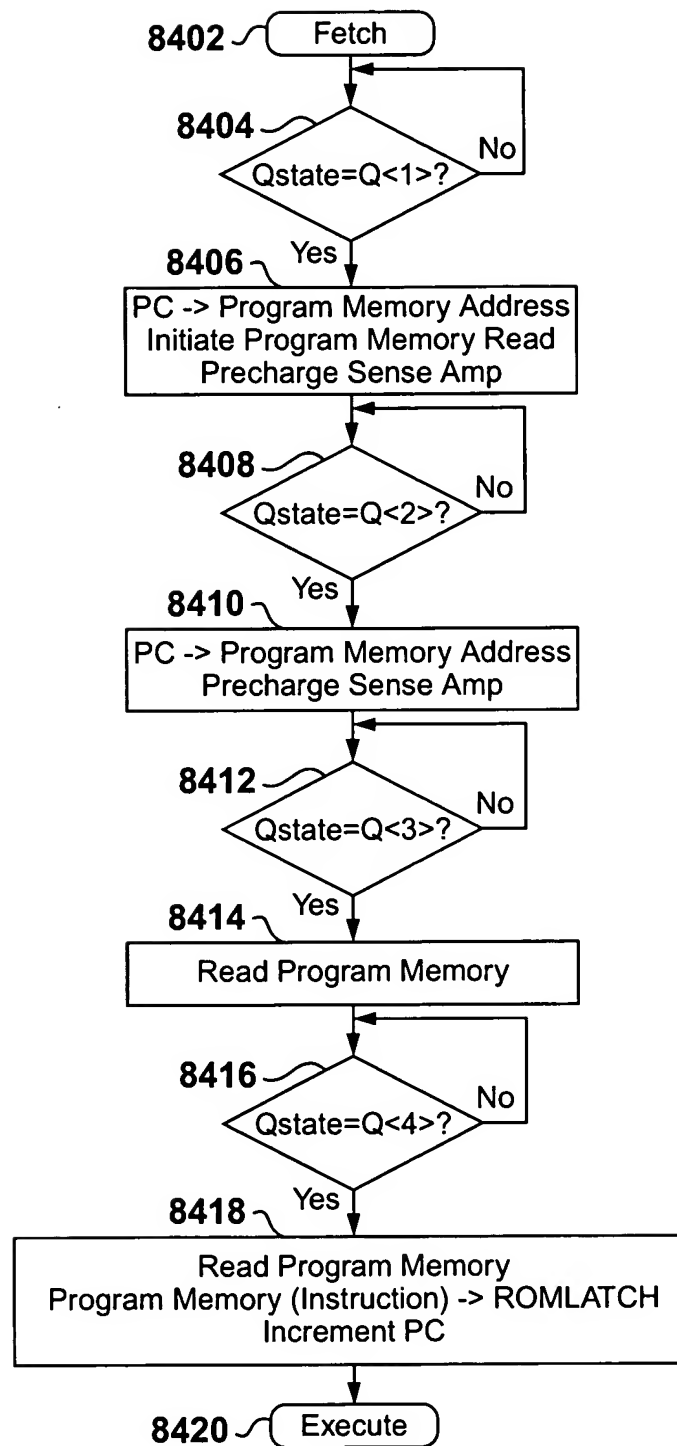 8402
Fetch
8404
Qstate=Q<1>?
No
Yes
8406
PC -> Program Memory Address
Initiate Program Memory Read
Precharge Sense Amp
8408
Qstate=Q<2>?
No
Yes
8410
PC -> Program Memory Address
Precharge Sense Amp
8412
Qstate=Q<3>?
No
Yes
8414
Read Program Memory
8416
Qstate=Q<4>?
No
Yes
8418
Read Program Memory
Program Memory (Instruction) -> ROMLATCH
Increment PC
8420
Execute